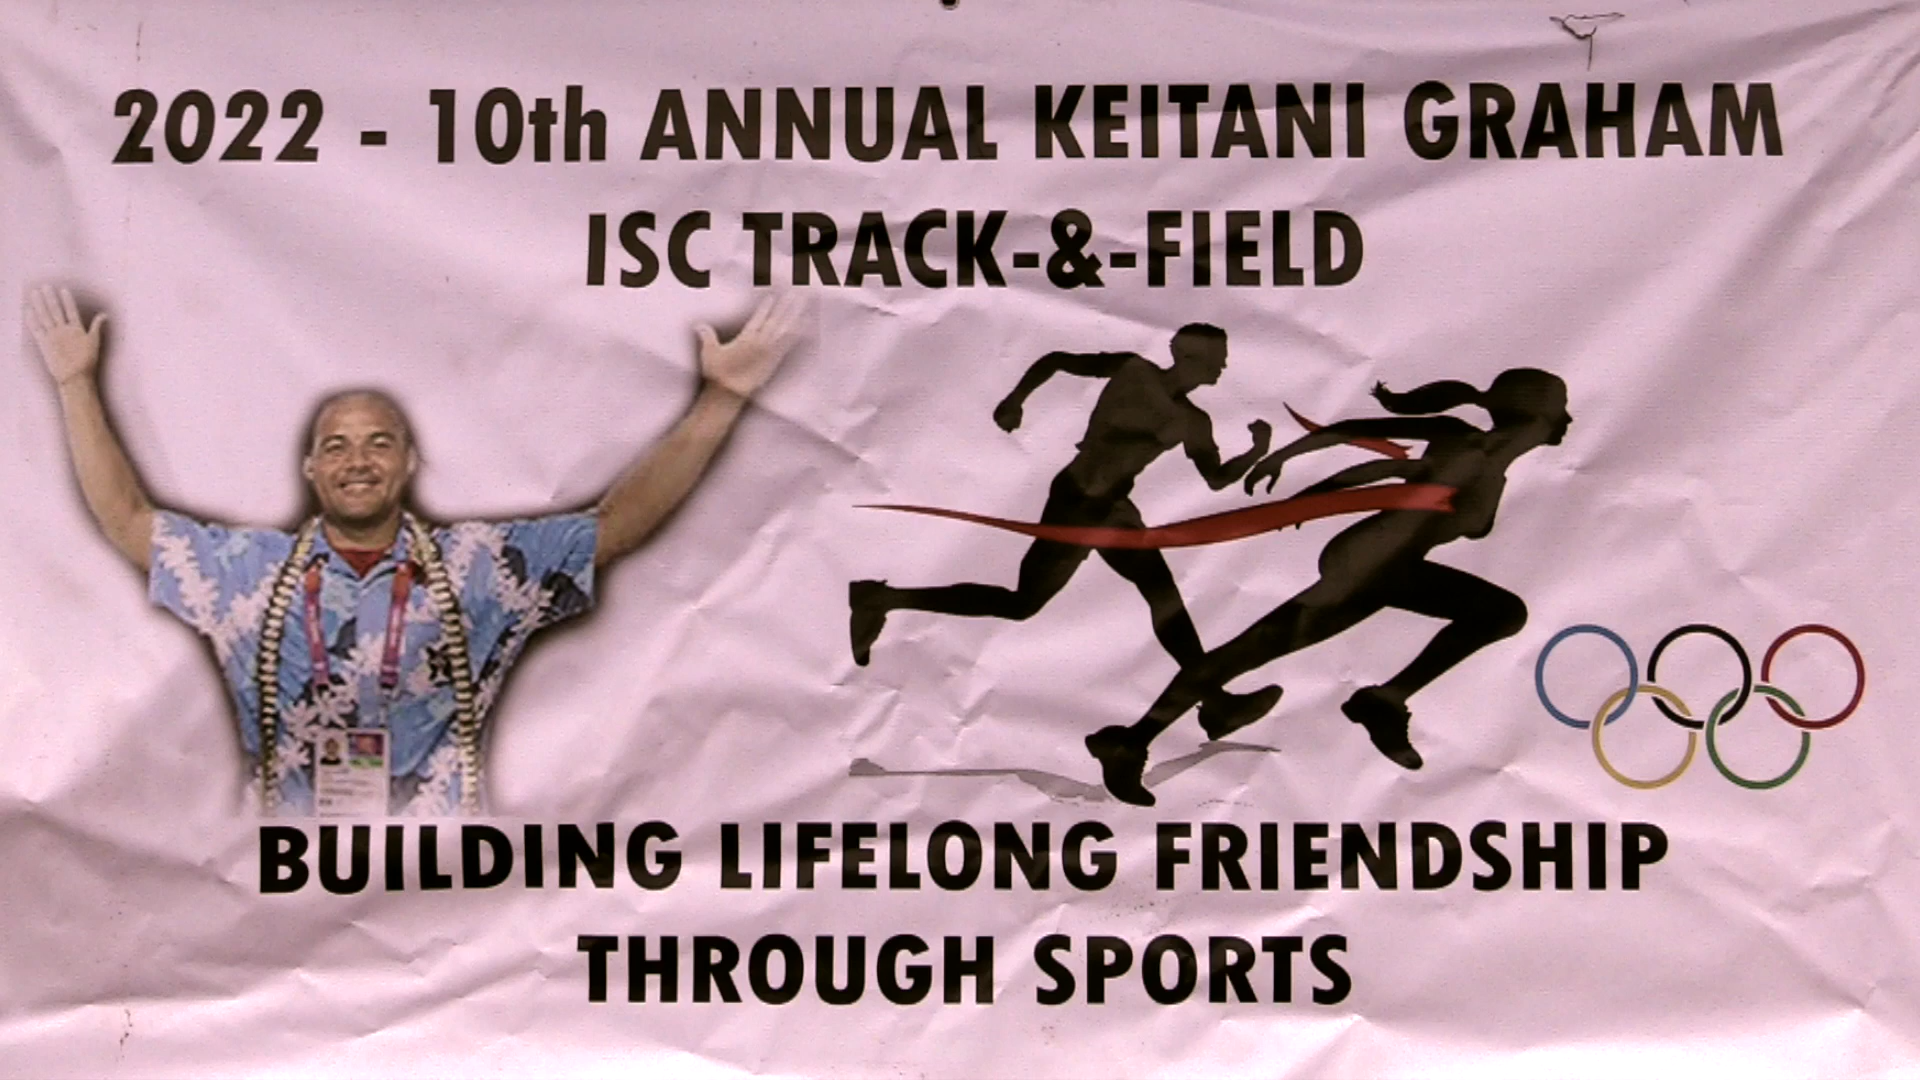 2022 - 10th ANNUAL KEITANI GRAHAM
ISC TRACK-&-FIELD
BUILDING LIFELONG FRIENDSHIP
THROUGH SPORTS